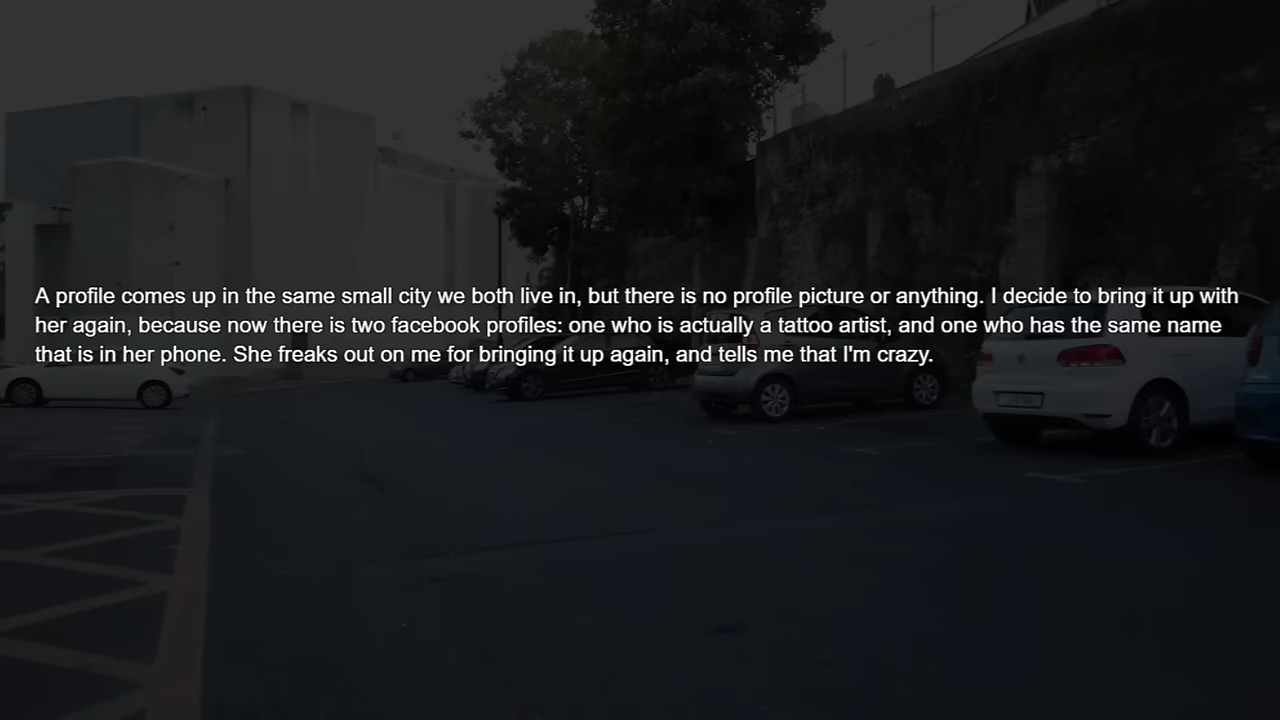 A profile comes up in the same small city we both live in, but there is no profile picture or anything. I decide to bring it up with
her again, because now there is two facebook profiles: one who is actually a tattoo artist, and one who has the same name
that is in her phone. She freaks out on me for bringing it up again, and tells me that I'm crazy.